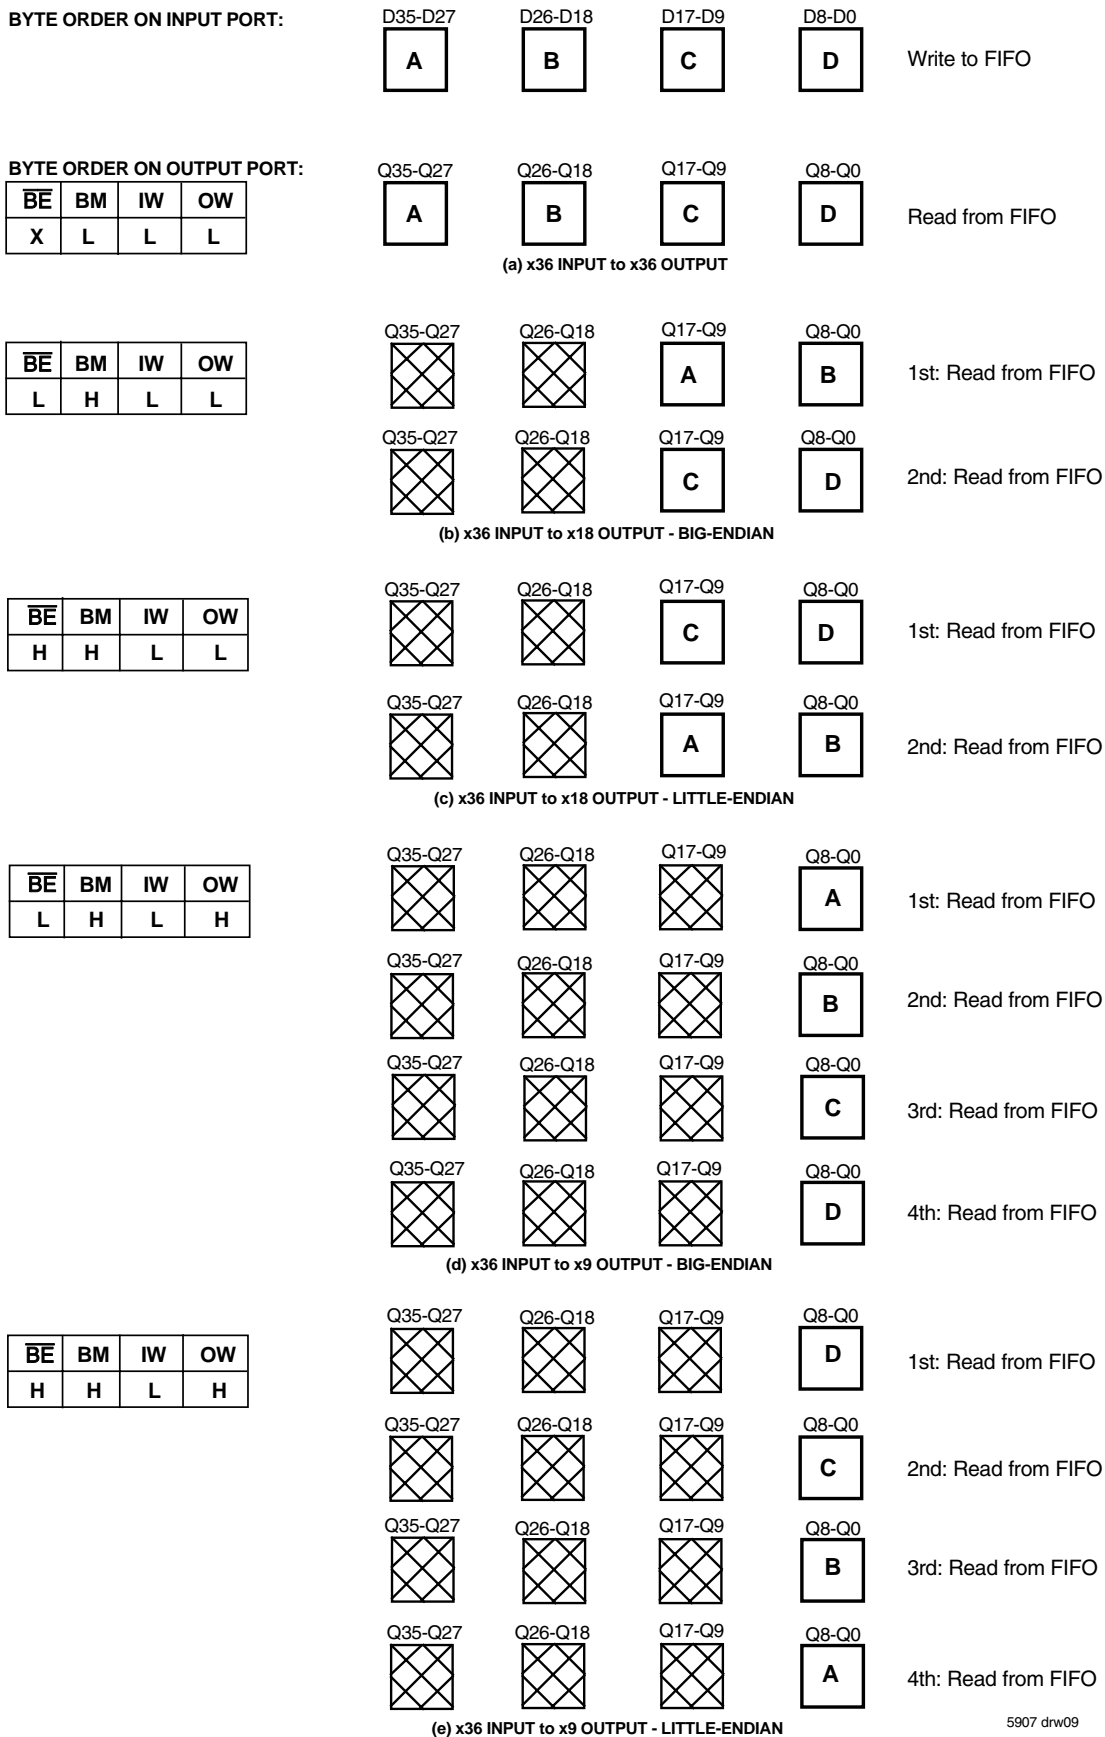 BYTE ORDER ON INPUT PORT:
D35-D27 D26-D18 D17-D9 D8-D0
A B C D Write to FIFO
BYTE ORDER ON OUTPUT PORT:
Q35-Q27 Q26-Q18 Q17-Q9 Q8-Q0
BE BM IW OW
X L L L
A B C D Read from FIFO
(a) x36 INPUT to x36 OUTPUT
Q35-Q27 Q26-Q18 Q17-Q9 Q8-Q0
BE BM IW OW
L H L L
A B 1st: Read from FIFO
Q35-Q27 Q26-Q18 Q17-Q9 Q8-Q0
C D 2nd: Read from FIFO
(b) x36 INPUT to x18 OUTPUT - BIG-ENDIAN
Q35-Q27 Q26-Q18 Q17-Q9 Q8-Q0
BE BM IW OW
H H L L
C D 1st: Read from FIFO
Q35-Q27 Q26-Q18 Q17-Q9 Q8-Q0
A B 2nd: Read from FIFO
(c) x36 INPUT to x18 OUTPUT - LITTLE-ENDIAN
Q35-Q27 Q26-Q18 Q17-Q9 Q8-Q0
BE BM IW OW
L H L H
A 1st: Read from FIFO
Q35-Q27 Q26-Q18 Q17-Q9 Q8-Q0
B 2nd: Read from FIFO
Q35-Q27 Q26-Q18 Q17-Q9 Q8-Q0
C 3rd: Read from FIFO
Q35-Q27 Q26-Q18 Q17-Q9 Q8-Q0
D 4th: Read from FIFO
(d) x36 INPUT to x9 OUTPUT - BIG-ENDIAN
Q35-Q27 Q26-Q18 Q17-Q9 Q8-Q0
BE BM IW OW
H H L H
D 1st: Read from FIFO
Q35-Q27 Q26-Q18 Q17-Q9 Q8-Q0
C 2nd: Read from FIFO
Q35-Q27 Q26-Q18 Q17-Q9 Q8-Q0
B 3rd: Read from FIFO
Q35-Q27 Q26-Q18 Q17-Q9 Q8-Q0
A 4th: Read from FIFO
(e) x36 INPUT to x9 OUTPUT - LITTLE-ENDIAN
5907 drw09